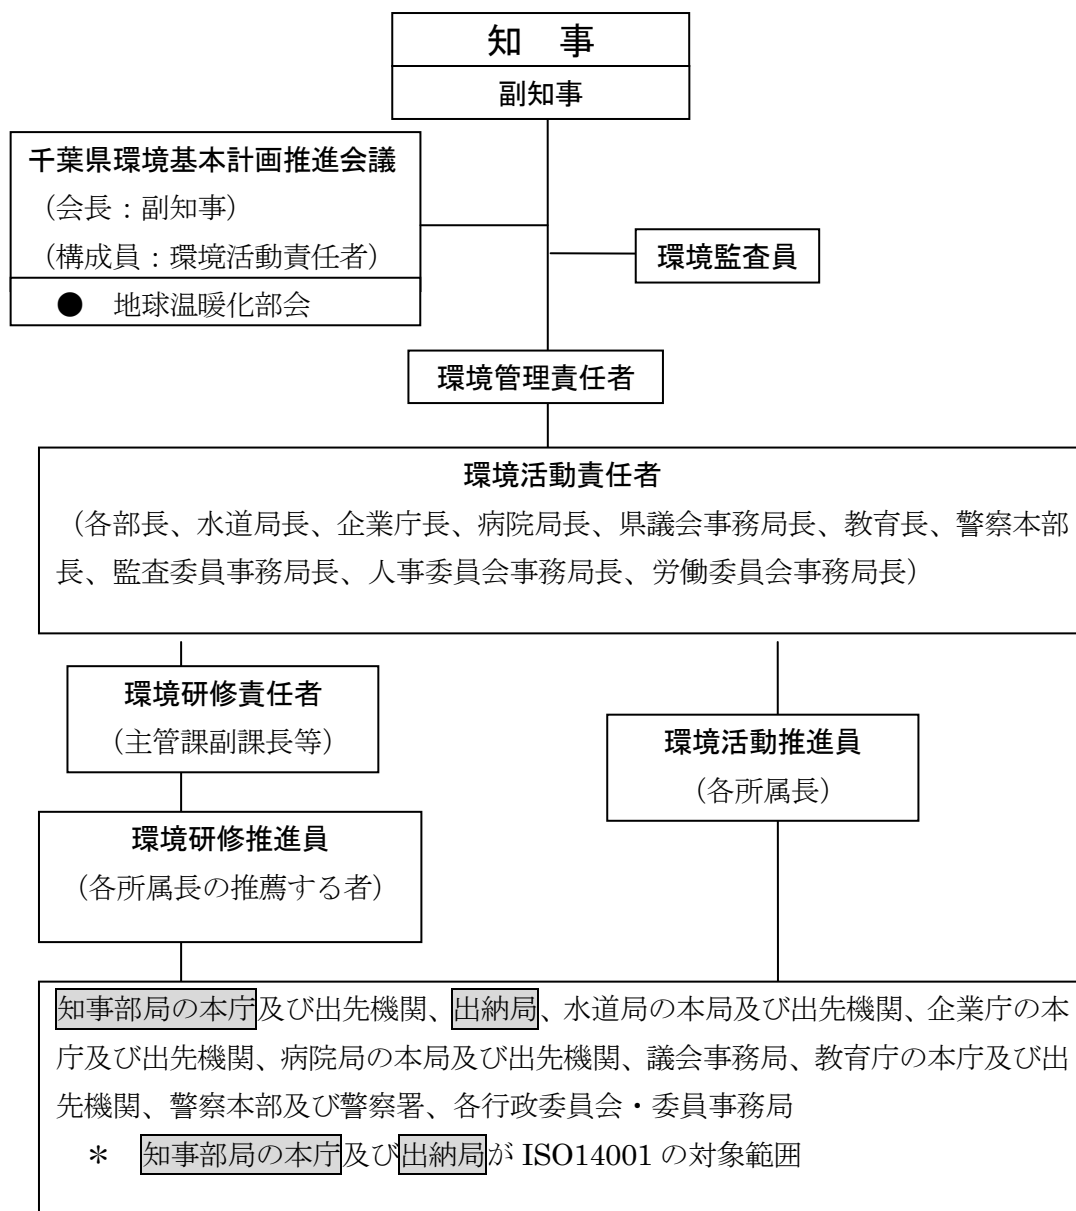 知　事
副知事
千葉県環境基本計画推進会議
（会長：副知事）
（構成員：環境活動責任者）
●　地球温暖化部会
環境監査員
環境管理責任者
環境活動責任者
（各部長、水道局長、企業庁長、病院局長、県議会事務局長、教育長、警察本部
長、監査委員事務局長、人事委員会事務局長、労働委員会事務局長）
環境研修責任者
（主管課副課長等）
環境活動推進員
（各所属長）
環境研修推進員
（各所属長の推薦する者）
知事部局の本庁及び出先機関、出納局、水道局の本局及び出先機関、企業庁の本
庁及び出先機関、病院局の本局及び出先機関、議会事務局、教育庁の本庁及び出
先機関、警察本部及び警察署、各行政委員会・委員事務局
＊　知事部局の本庁及び出納局が ISO14001 の対象範囲